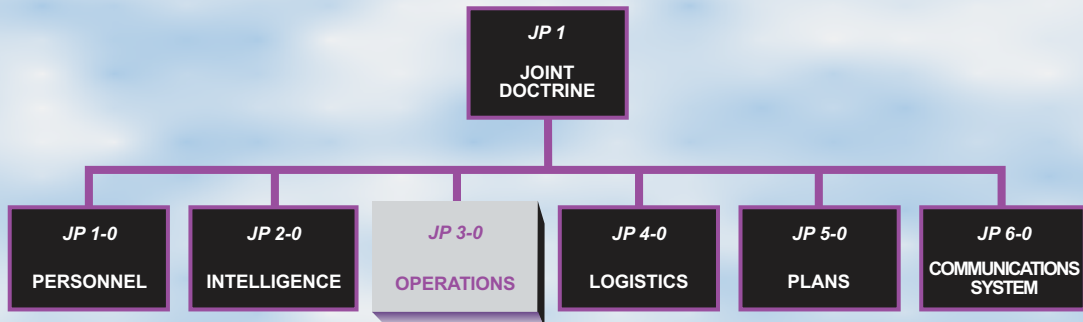 JP 1
JOINT
DOCTRINE
JP 1-0
PERSONNEL
JP 2-0
INTELLIGENCE
JP 3-0
OPERATIONS
JP 4-0
LOGISTICS
JP 5-0
PLANS
JP 6-0
COMMUNICATIONS
SYSTEM